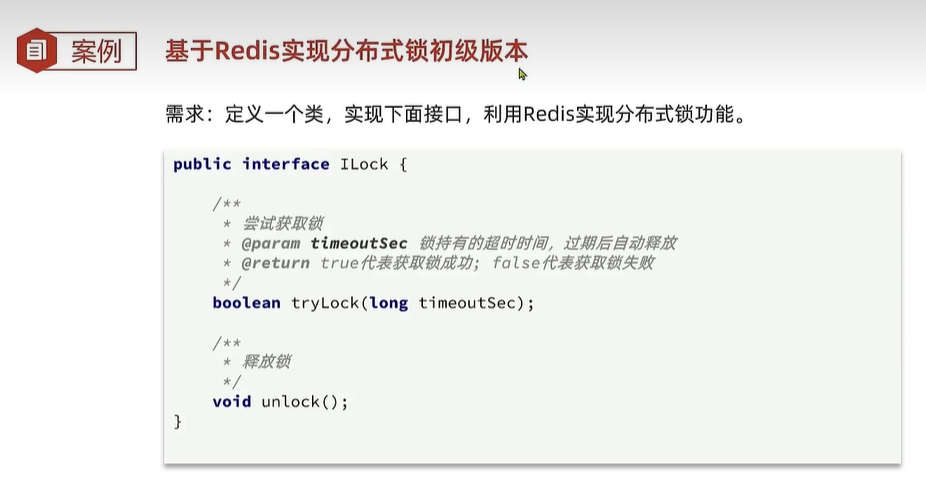 案例
基于Redis实现分布式锁初级版本
需求：定义一个类，实现下面接口，利用Redis实现分布式锁功能。
public interface ILock {
/**
* 尝试获取锁
* @param timeoutSec 锁持有的超时时间，过期后自动释放
* @return true代表获取锁成功; false代表获取锁失败
*/
boolean tryLock(long timeoutSec);
/**
* 释放锁
*/
void unlock();
}